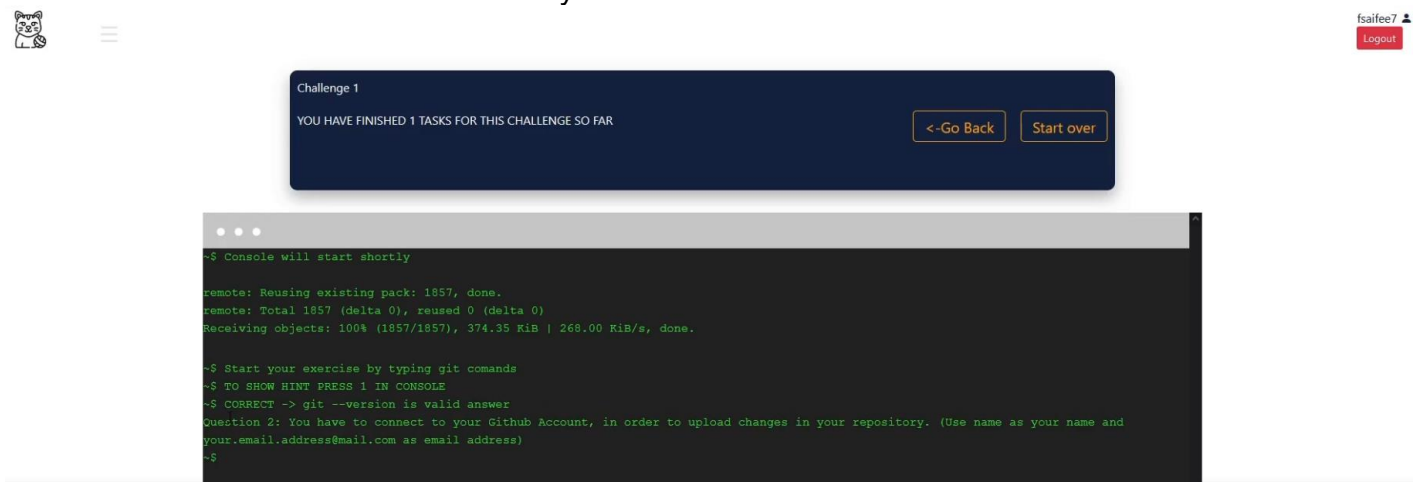 fsaifee7
Logout
Challenge 1
YOU HAVE FINISHED 1 TASKS FOR THIS CHALLENGE SO FAR
<-Go Back
Start over
~$ Console will start shortly
remote: Reusing existing pack: 1857, done.
remote: Total 1857 (delta 0), reused 0 (delta 0)
Receiving objects: 100% (1857/1857), 374.35 KiB | 268.00 KiB/s, done.
~$ Start your exercise by typing git comands
~$ TO SHOW HINT PRESS 1 IN CONSOLE
~$ CORRECT -> git --version is valid answer
Question 2: You have to connect to your Github Account, in order to upload changes in your repository. (Use name as your name and
your.email.address@mail.com as email address)
~$